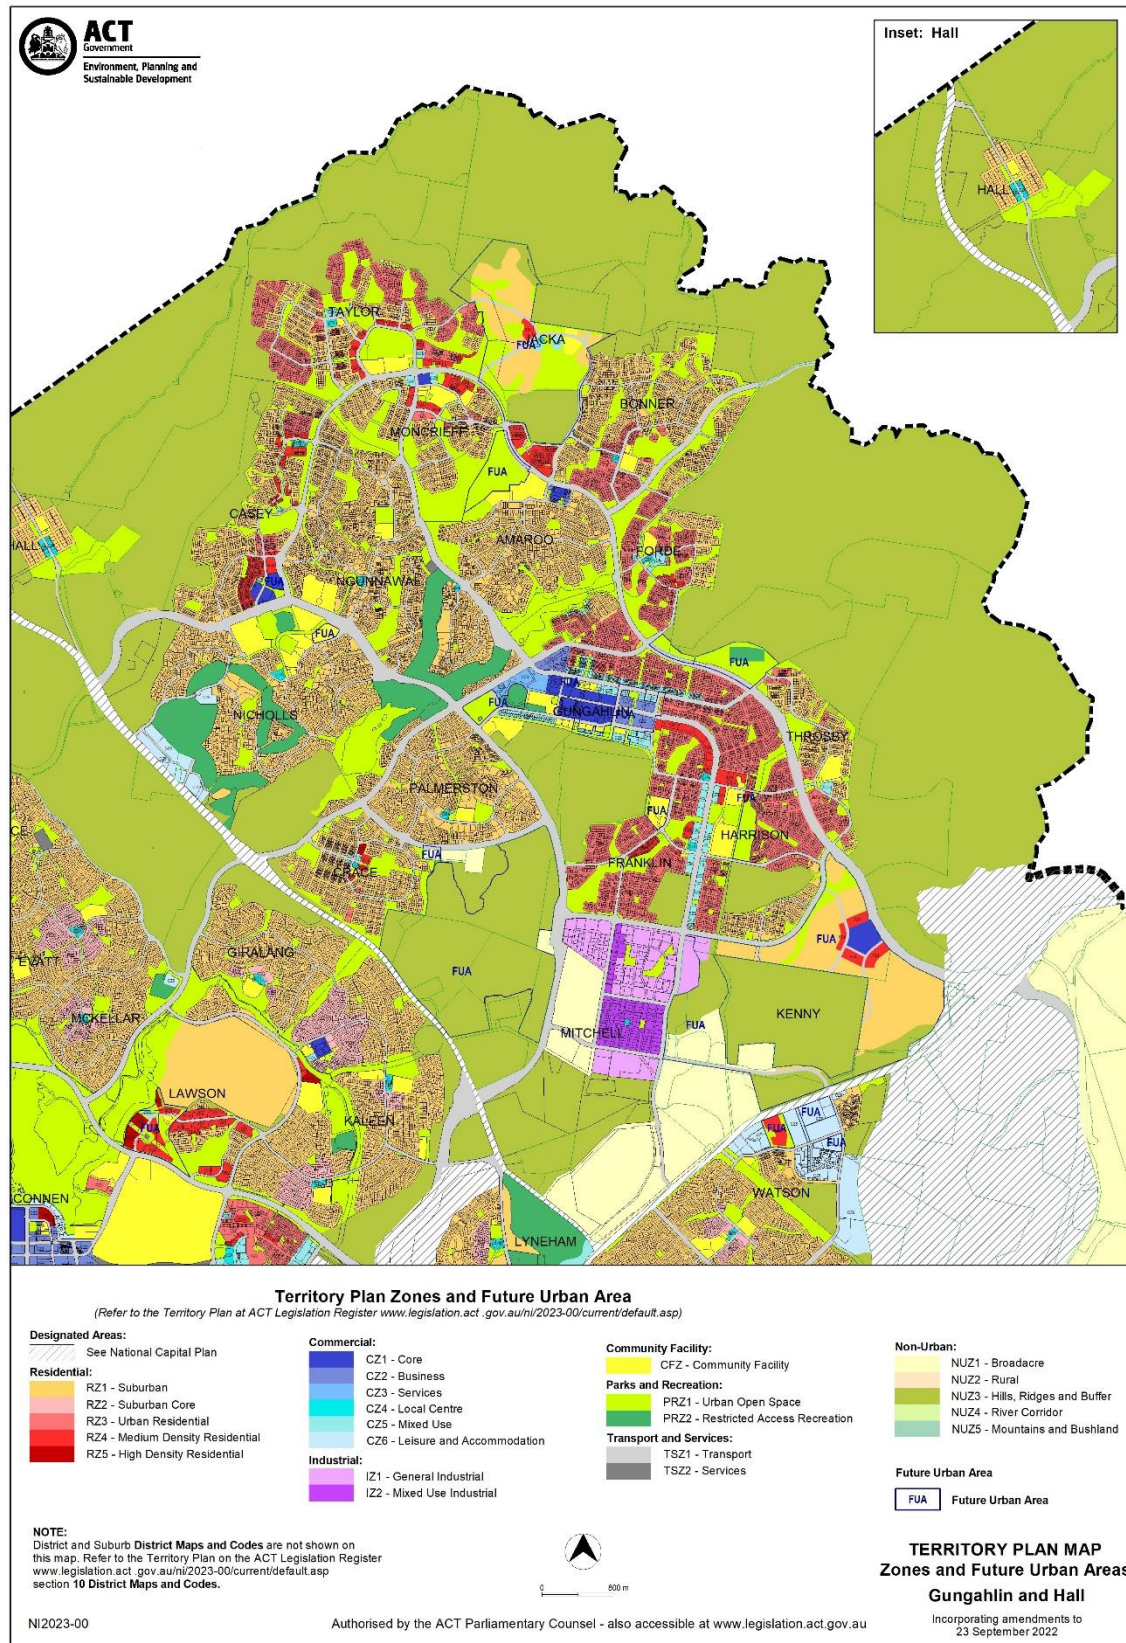 ACT
Government
Environment, Planning and
Sustainable Development
Inset: Hall
HALL
TAYLOR
JACKA
FUA
BONNER
MONCRIEFF
FUA
CASEY
AMAROO
HALL
FORDE
FUA
NGUNNAWAL
FUA
FUA
FUA
FUA
GUNGAHLIN
FUA
NICHOLLS
THROSBY
PALMERSTON
FUA
FUA
HARRISON
FUA
CRACE
FRANKLIN
CE
FUA
GIRALANG
EVATT
FUA
MCKELLAR
KENNY
MITCHELL
FUA
LAWSON
FUA
KALEEN
FUA
FUA
FUA
WATSON
CONNEN
LYNEHAM
Territory Plan Zones and Future Urban Area
(Refer to the Territory Plan at ACT Legislation Register www.legislation.act .gov.au/ni/2023-00/current/default.asp)
Designated Areas:
See National Capital Plan
Residential:
RZ1 - Suburban
RZ2 - Suburban Core
RZ3 - Urban Residential
RZ4 - Medium Density Residential
RZ5 - High Density Residential
Commercial:
CZ1 - Core
CZ2 - Business
CZ3 - Services
CZ4 - Local Centre
CZ5 - Mixed Use
CZ6 - Leisure and Accommodation
Industrial:
IZ1 - General Industrial
IZ2 - Mixed Use Industrial
Community Facility:
CFZ - Community Facility
Parks and Recreation:
PRZ1 - Urban Open Space
PRZ2 - Restricted Access Recreation
Transport and Services:
TSZ1 - Transport
TSZ2 - Services
Non-Urban:
NUZ1 - Broadacre
NUZ2 - Rural
NUZ3 - Hills, Ridges and Buffer
NUZ4 - River Corridor
NUZ5 - Mountains and Bushland
Future Urban Area
FUA Future Urban Area
NOTE:
District and Suburb District Maps and Codes are not shown on
this map. Refer to the Territory Plan on the ACT Legislation Register
www.legislation.act .gov.au/ni/2023-00/current/default.asp
section 10 District Maps and Codes.
0 800 m
TERRITORY PLAN MAP
Zones and Future Urban Areas
Gungahlin and Hall
Incorporating amendments to
23 September 2022
NI2023-00
Authorised by the ACT Parliamentary Counsel - also accessible at www.legislation.act.gov.au